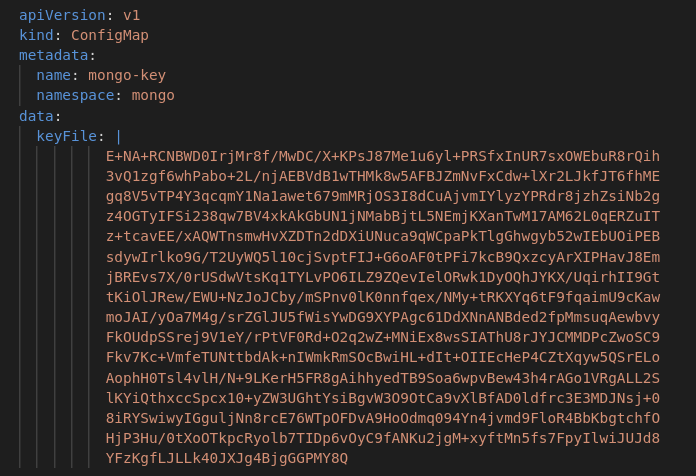 apiVersion: v1
kind: ConfigMap
metadata:
  name: mongo-key
  namespace: mongo
data:
  keyFile: |
          E+NA+RCNBWD0IrjMr8f/MwDC/X+KPsJ87Me1u6yl+PRSfxInUR7sxOWEbuR8rQih
          3vQ1zgf6whPabo+2L/njAEBVdB1wTHMk8w5AFBJZmNvFxCdw+lXr2LJkfJT6fhME
          gq8V5vTP4Y3qcqmY1Na1awet679mMRjOS3I8dCuAjvmIYlyzYPRdr8jzhZsiNb2g
          z4OGTyIFSi238qw7BV4xkAkGbUN1jNMabBjtL5NEmjKXanTwM17AM62L0qERZuIT
          z+tcavEE/xAQWTnsmwHvXZDTn2dDXiUNuca9qWCpaPkTlgGhwgyb52wIEbUOiPEB
          sdywIrlko9G/T2UyWQ5l10cjSvptFIJ+G6oAF0tPFi7kcB9QxzcyArXIPHavJ8Em
          jBREvs7X/0rUSdwVtsKq1TYLvPO6ILZ9ZQevIelORwk1DyOQhJYKX/UqirhII9Gt
          tKiOlJRew/EWU+NzJoJCby/mSPnv0lK0nnfqex/NMy+tRKXYq6tF9fqaimU9cKaw
          moJAI/yOa7M4g/srZGlJU5fWisYwDG9XYPAgc61DdXNnANBded2fpMmsuqAewbvy
          FkOUdpSSrej9V1eY/rPtVF0Rd+O2q2wZ+MNiEx8wsSIAThU8rJYJCMMDPcZwoSC9
          Fkv7Kc+VmfeTUNttbdAk+nIWmkRmSOcBwiHL+dIt+OIIEcHeP4CZtXqyw5QSrELo
          AophH0Tsl4vlH/N+9LKerH5FR8gAihhyedTB9Soa6wpvBew43h4rAGo1VRgALL2S
          lKYiQthxccSpcx10+yZW3UGhtYsiBgvW3O9OtCa9vXlBfAD0ldfrc3E3MDJNsj+0
          8iRYSwiwyIGguljNn8rcE76WTpOFDvA9HoOdmq094Yn4jvmd9FloR4BbKbgtchfO
          HjP3Hu/0tXoOTkpcRyolb7TIDp6vOyC9fANKu2jgM+xyftMn5fs7FpyIlwiJUJd8
          YFzKgfLJLLk40JXJg4BjgGGPMY8Q